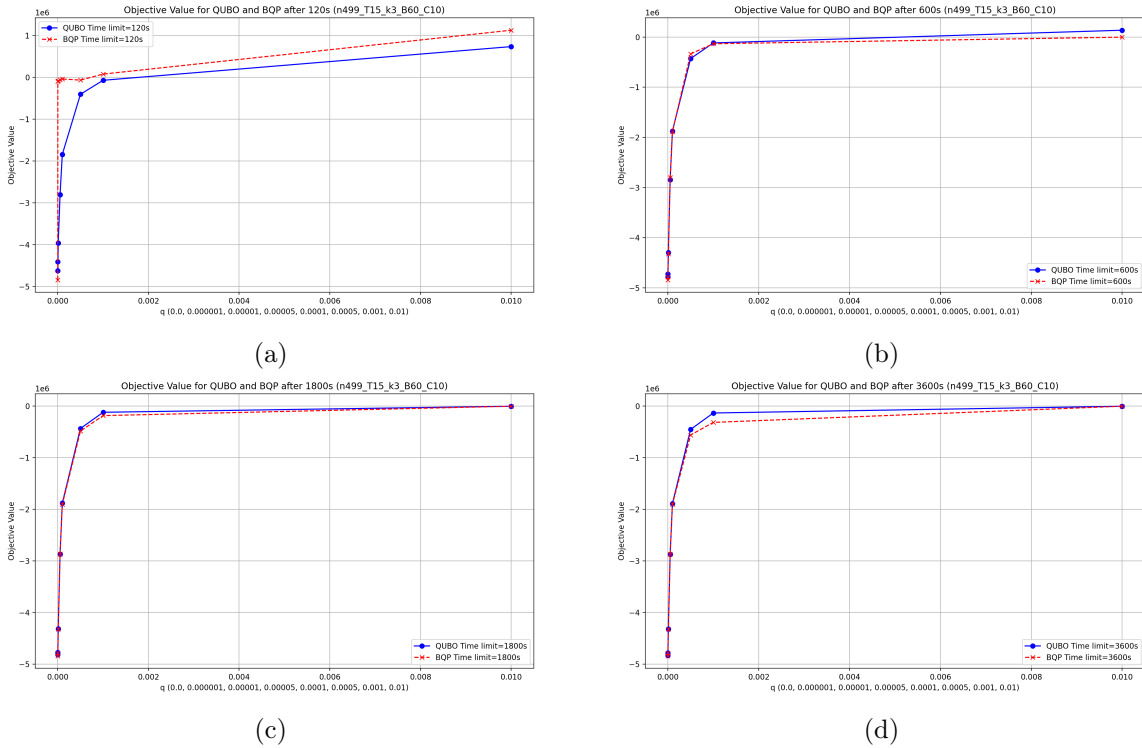 Objective Value for QUBO and BQP after 120s (n499_T15_k3_B60_C10)
1e6
QUBO Time limit=120s
BQP Time limit=120s
1
0
−1
−2
−3
−4
−5
Objective Value
0.000 0.002 0.004 0.006 0.008 0.010
q (0.0, 0.000001, 0.00001, 0.00005, 0.0001, 0.0005, 0.001, 0.01)
(a)
Objective Value for QUBO and BQP after 600s (n499_T15_k3_B60_C10)
1e6
0
−1
−2
−3
−4
−5
Objective Value
QUBO Time limit=600s
BQP Time limit=600s
0.000 0.002 0.004 0.006 0.008 0.010
q (0.0, 0.000001, 0.00001, 0.00005, 0.0001, 0.0005, 0.001, 0.01)
(b)
Objective Value for QUBO and BQP after 1800s (n499_T15_k3_B60_C10)
1e6
0
−1
−2
−3
−4
−5
Objective Value
QUBO Time limit=1800s
BQP Time limit=1800s
0.000 0.002 0.004 0.006 0.008 0.010
q (0.0, 0.000001, 0.00001, 0.00005, 0.0001, 0.0005, 0.001, 0.01)
(c)
Objective Value for QUBO and BQP after 3600s (n499_T15_k3_B60_C10)
1e6
0
−1
−2
−3
−4
−5
Objective Value
QUBO Time limit=3600s
BQP Time limit=3600s
0.000 0.002 0.004 0.006 0.008 0.010
q (0.0, 0.000001, 0.00001, 0.00005, 0.0001, 0.0005, 0.001, 0.01)
(d)